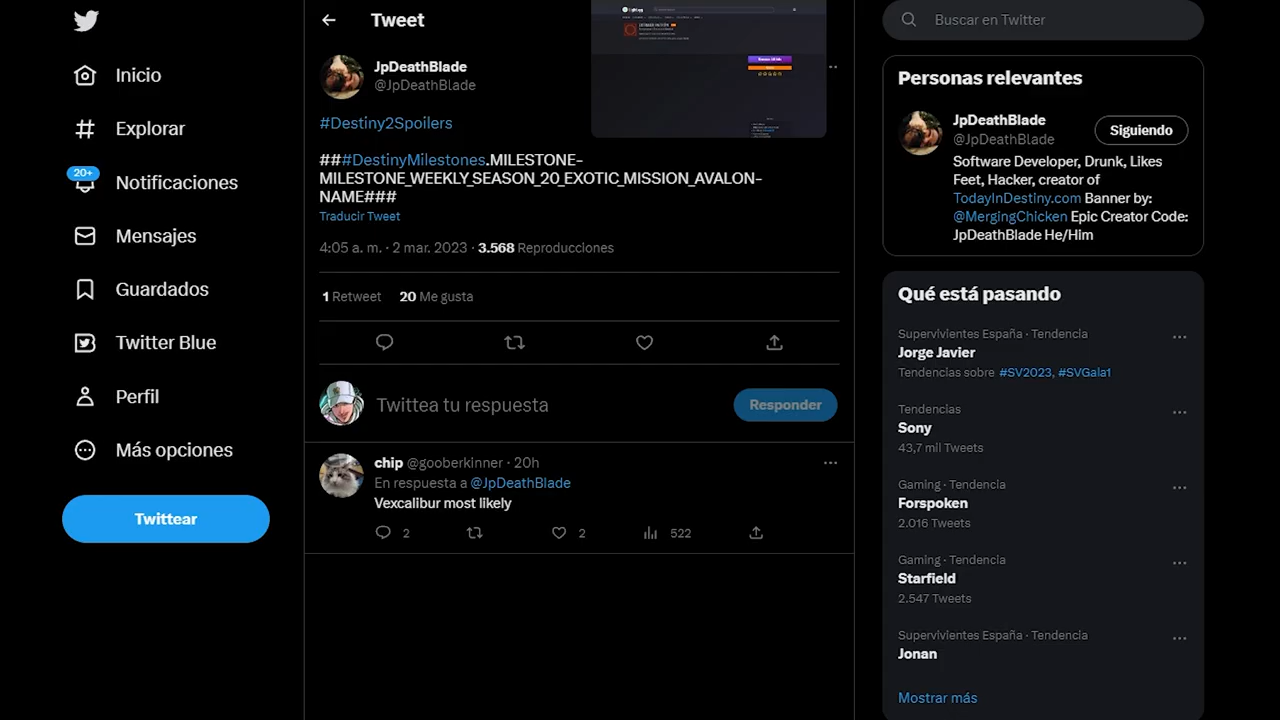 Inicio
Explorar
20+
Notificaciones
Mensajes
Guardados
Twitter Blue
Perfil
Más opciones
Twittear
Tweet
JpDeathBlade
@JpDeathBlade
#Destiny2Spoilers
###DestinyMilestones.MILESTONE-
MILESTONE_WEEKLY_SEASON_20_EXOTIC_MISSION_AVALON-
NAME###
Traducir Tweet
4:05 a. m. · 2 mar. 2023 · 3.568 Reproducciones
1 Retweet 20 Me gusta
Twittea tu respuesta
Responder
chip @gooberkinner · 20h
En respuesta a @JpDeathBlade
Vexcalibur most likely
2 2 522
Buscar en Twitter
Personas relevantes
JpDeathBlade
@JpDeathBlade
Siguiendo
Software Developer, Drunk, Likes
Feet, Hacker, creator of
TodayInDestiny.com Banner by:
@MergingChicken Epic Creator Code:
JpDeathBlade He/Him
Qué está pasando
Supervivientes España · Tendencia
Jorge Javier
Tendencias sobre #SV2023, #SVGala1
Tendencias
Sony
43,7 mil Tweets
Gaming · Tendencia
Forspoken
2.016 Tweets
Gaming · Tendencia
Starfield
2.547 Tweets
Supervivientes España · Tendencia
Jonan
Mostrar más